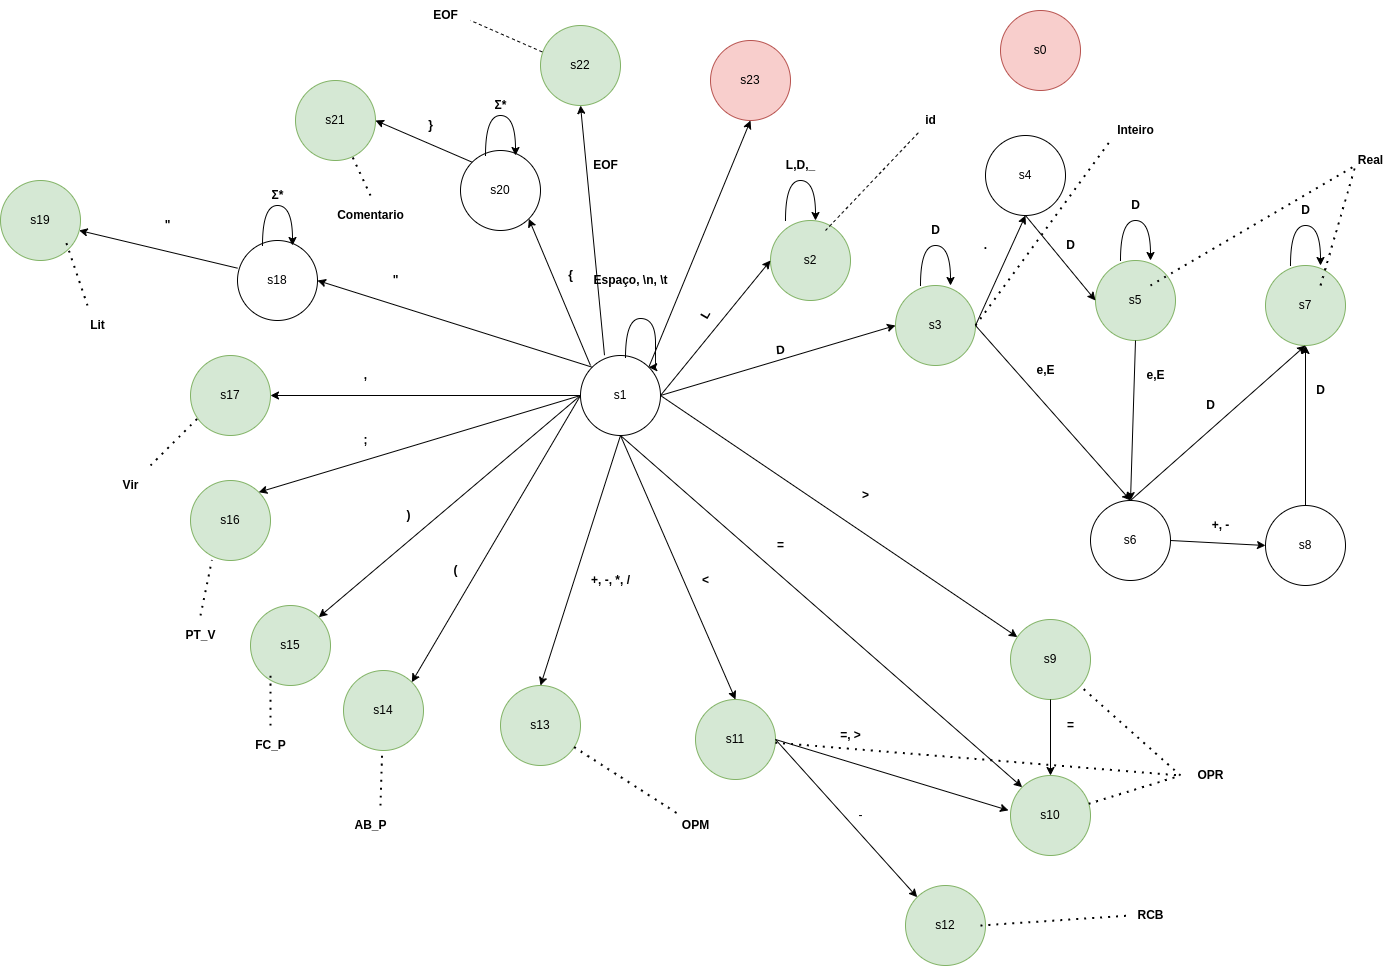 EOF
s0
s22
s23
s21
Σ*
}
id
Inteiro
EOF
L,D,_
Real
s4
s20
s19
Σ*
"
Comentario
D
D
D
s2
.
D
s18
"
{
Espaço, \n, \t
s5
s7
Lit
L
s3
D
e,E
e,E
,
s17
s1
D
D
;
Vir
>
s16
)
+, -
=
s6
s8
(
+, -, *, /
<
PT_V
s15
s9
s14
s13
=
FC_P
s11
=, >
OPR
-
s10
AB_P
OPM
s12
RCB